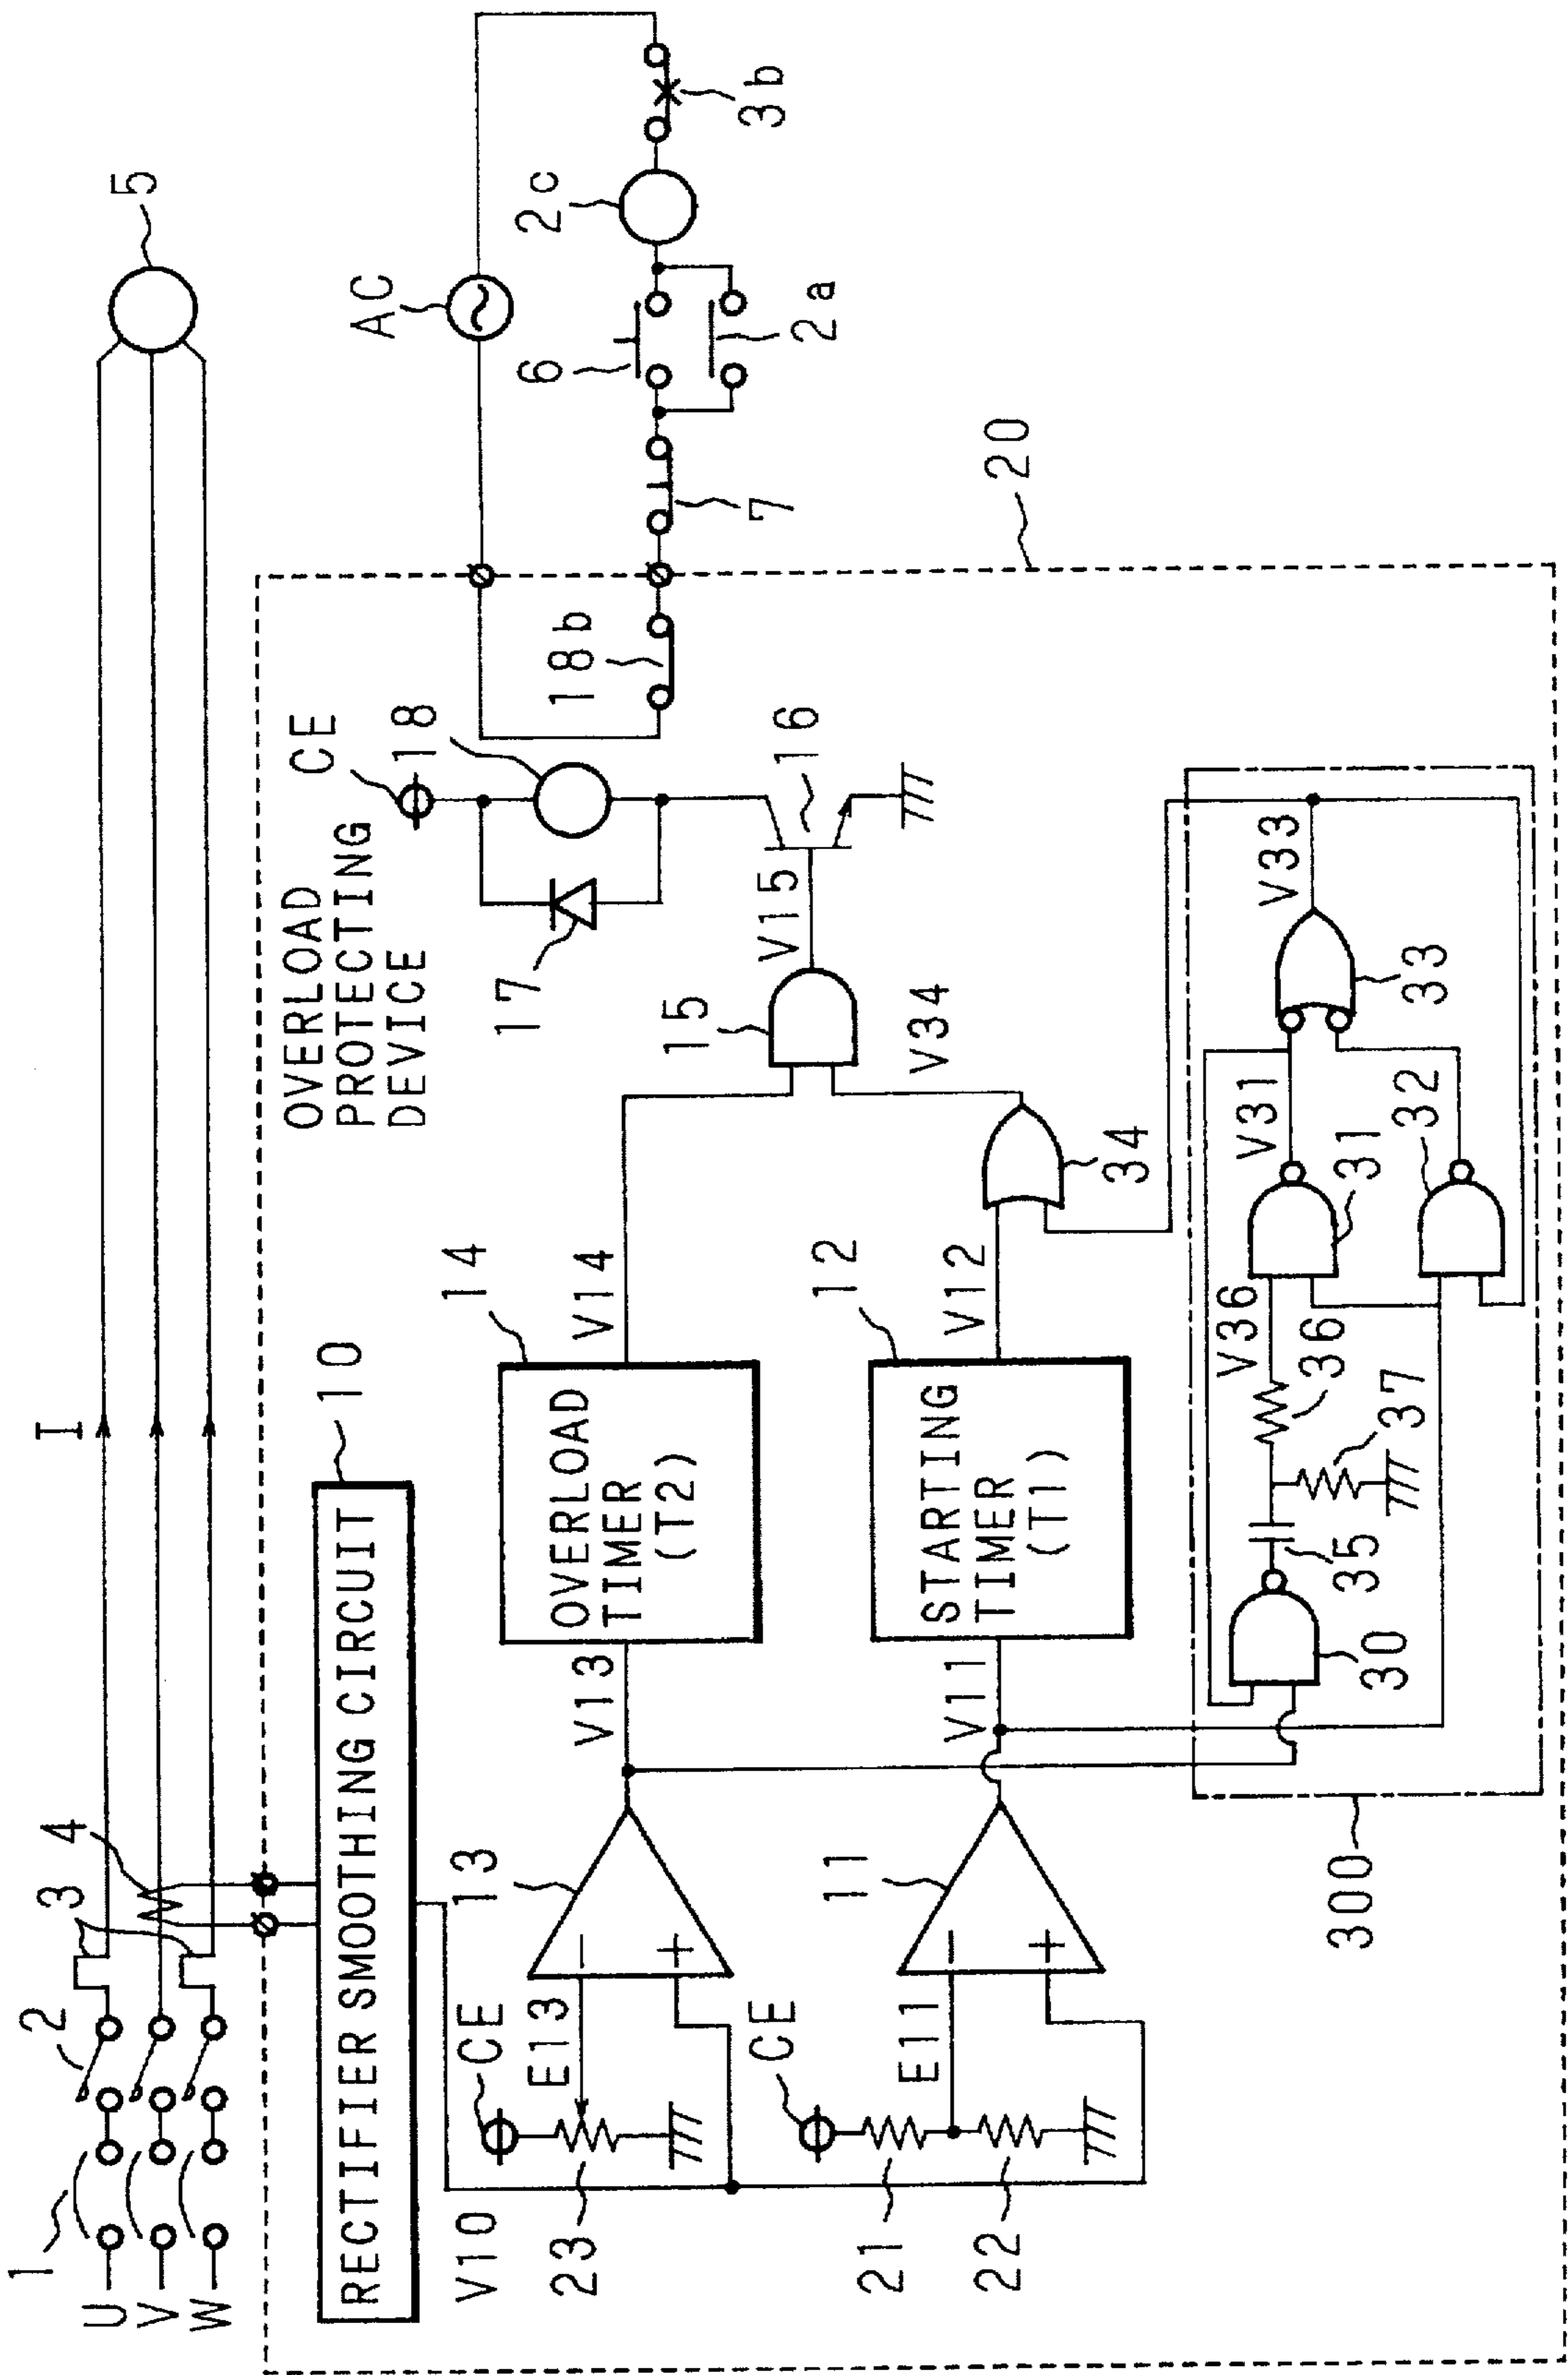 1
U
V
W
2
3
4
I
5
10
RECTIFIER SMOOTHING CIRCUIT
V10
OVERLOAD
PROTECTING
DEVICE
CE
18
17
16
18b
7
6
2a
2c
3b
AC
20
CE
E13
23
13
V13
OVERLOAD
TIMER
(T2)
14
V14
15
V15
V34
CE
E11
21
22
11
V11
STARTING
TIMER
(T1)
12
V12
34
300
30
35
36
V36
37
31
V31
32
33
V33